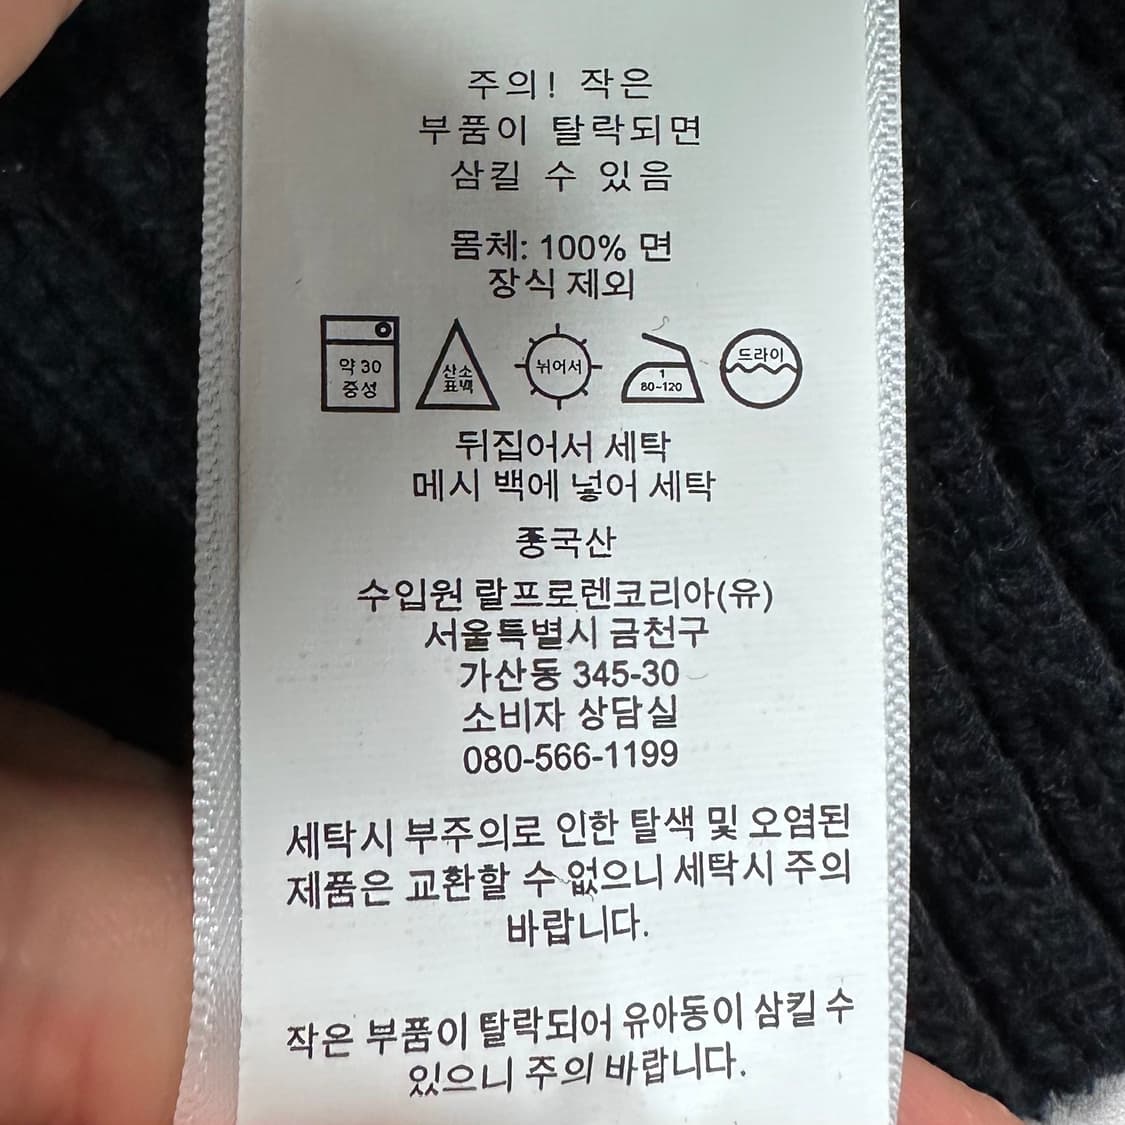 주의! 작은
부품이 탈락되면
삼킬 수 있음
몸체: 100% 면
장식 제외
약 30
중성
산소
표백
뉘어서
1
80~120
드라이
뒤집어서 세탁
메시 백에 넣어 세탁
중국산
수입원 랄프로렌코리아(유)
서울특별시 금천구
가산동 345-30
소비자 상담실
080-566-1199
세탁시 부주의로 인한 탈색 및 오염된
제품은 교환할 수 없으니 세탁시 주의
바랍니다.
작은 부품이 탈락되어 유아동이 삼킬 수
있으니 주의 바랍니다.